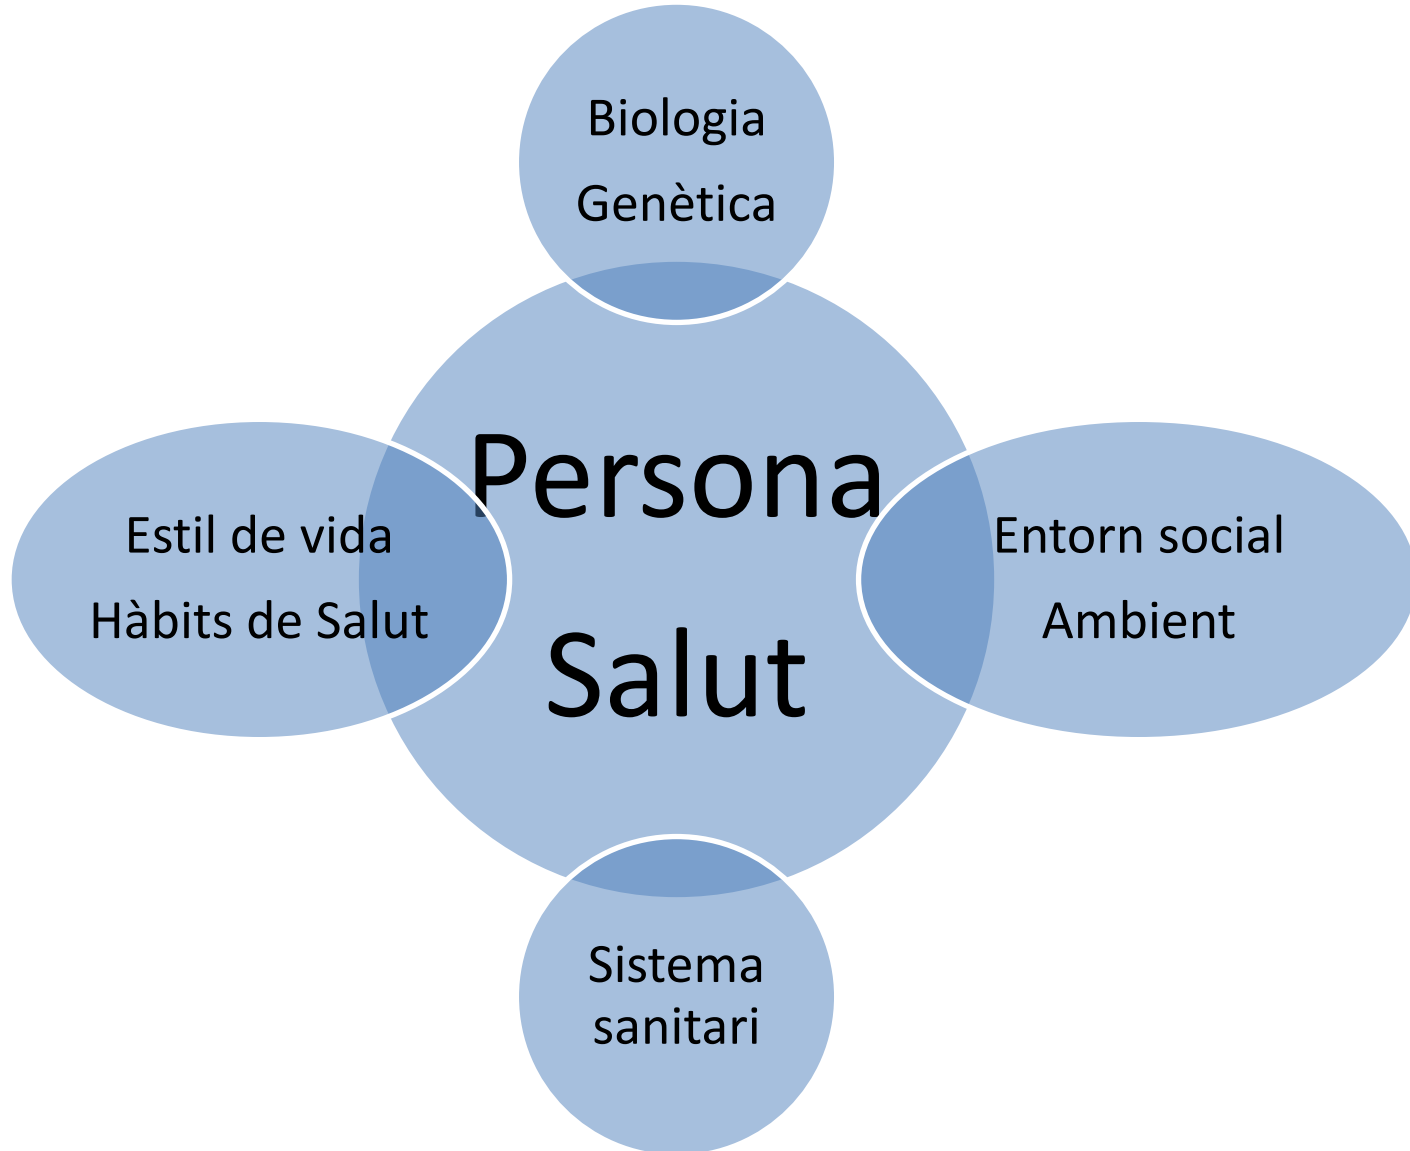 Biologia
Genètica
Persona
Salut
Estil de vida
Hàbits de Salut
Entorn social
Ambient
Sistema
sanitari